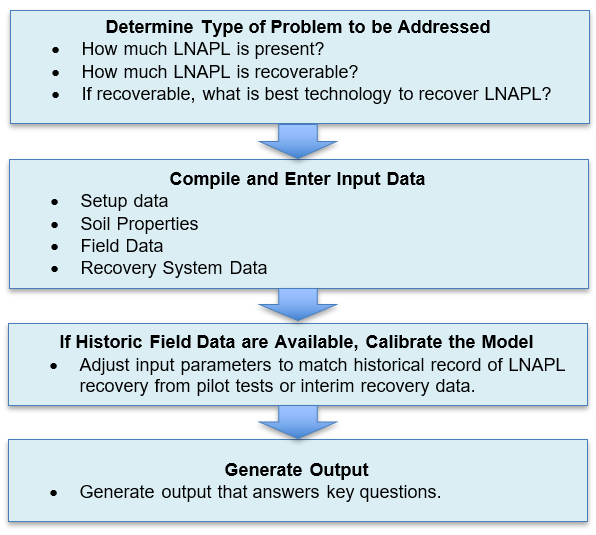 Determine Type of Problem to be Addressed
• How much LNAPL is present?
• How much LNAPL is recoverable?
• If recoverable, what is best technology to recover LNAPL?
Compile and Enter Input Data
• Setup data
• Soil Properties
• Field Data
• Recovery System Data
If Historic Field Data are Available, Calibrate the Model
• Adjust input parameters to match historical record of LNAPL
recovery from pilot tests or interim recovery data.
Generate Output
• Generate output that answers key questions.